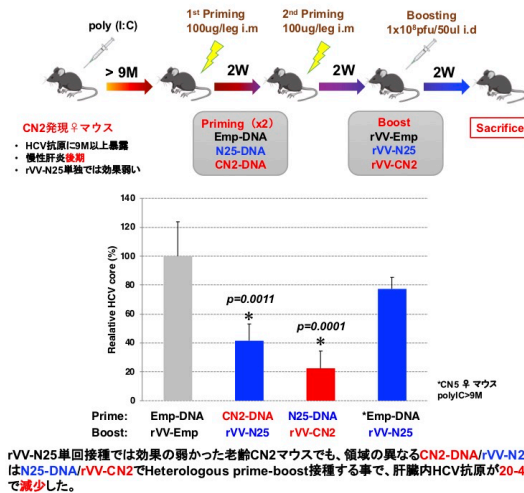 poly (I:C)
1st Priming
100ug/leg i.m
2nd Priming
100ug/leg i.m
Boosting
1x10⁸pfu/50ul i.d
> 9M
2W
2W
2W
CN2発現♀マウス
• HCV抗原に9M以上暴露
• 慢性肝炎後期
• rVV-N25単独では効果弱い
Priming (x2)
Emp-DNA
N25-DNA
CN2-DNA
Boost
rVV-Emp
rVV-N25
rVV-CN2
Sacrifice
Realative HCV core (%)
140
120
100
80
60
40
20
0
p=0.0011
*
p=0.0001
*
*CN5 ♀ マウス
polyIC>9M
Prime: Emp-DNA CN2-DNA N25-DNA *Emp-DNA
Boost: rVV-Emp rVV-N25 rVV-CN2 rVV-N25
rVV-N25単回接種では効果の弱かった老齢CN2マウスでも、領域の異なるCN2-DNA/rVV-N2
はN25-DNA/rVV-CN2でHeterologous prime-boost接種する事で、肝臓内HCV抗原が20-4
で減少した。